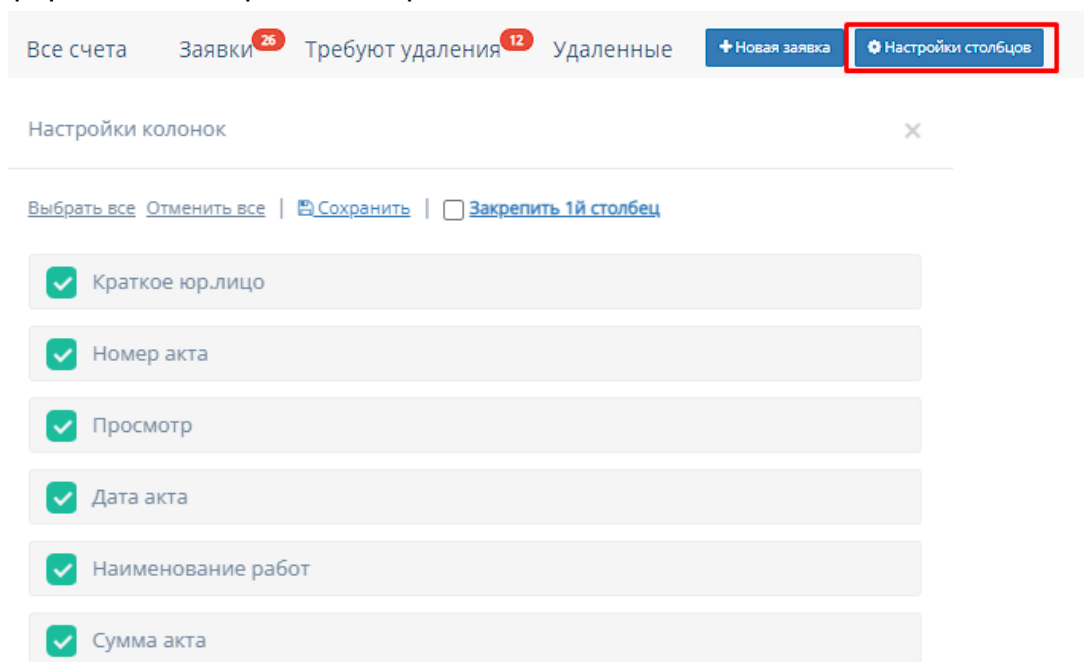 Все счета Заявки 26 Требуют удаления 12 Удаленные Новая заявка Настройки столбцов
Настройки колонок
Выбрать все Отменить все | Сохранить | Закрепить 1й столбец
Краткое юр.лицо
Номер акта
Просмотр
Дата акта
Наименование работ
Сумма акта